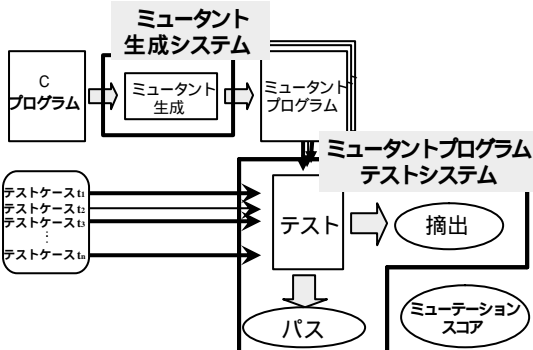 ミュータント
生成システム
C
プログラム
ミュータント
生成
ミュータント
プログラム
ミュータントプログラム
テストシステム
テストケースt₁
テストケースt₂
テストケースt₃
⋮
テストケースtₙ
テスト
摘出
パス
ミューテーション
スコア